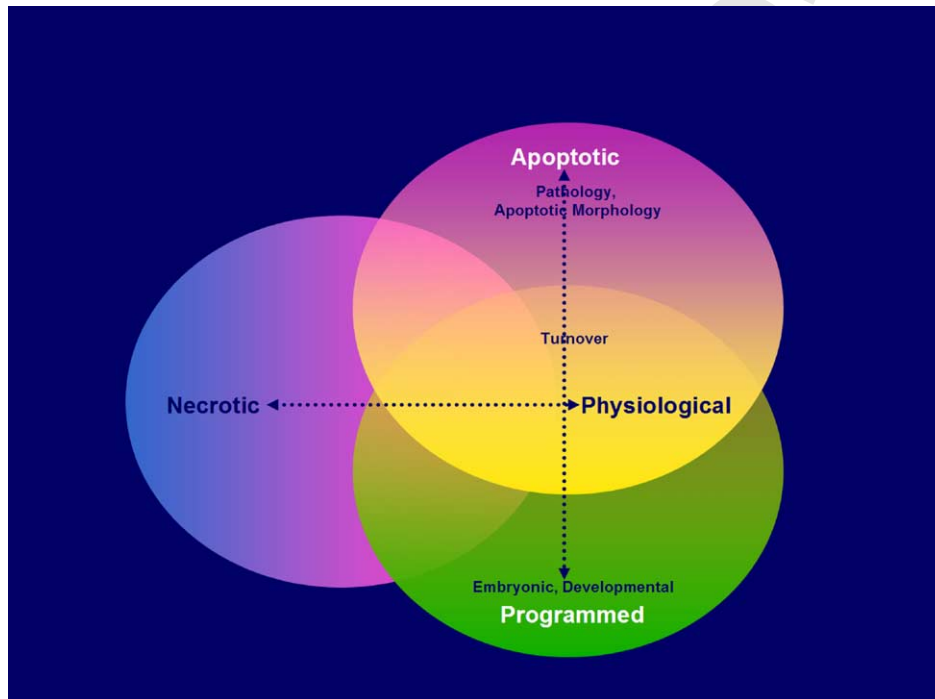 Apoptotic
Pathology,
Apoptotic Morphology
Turnover
Necrotic
Physiological
Embryonic, Developmental
Programmed